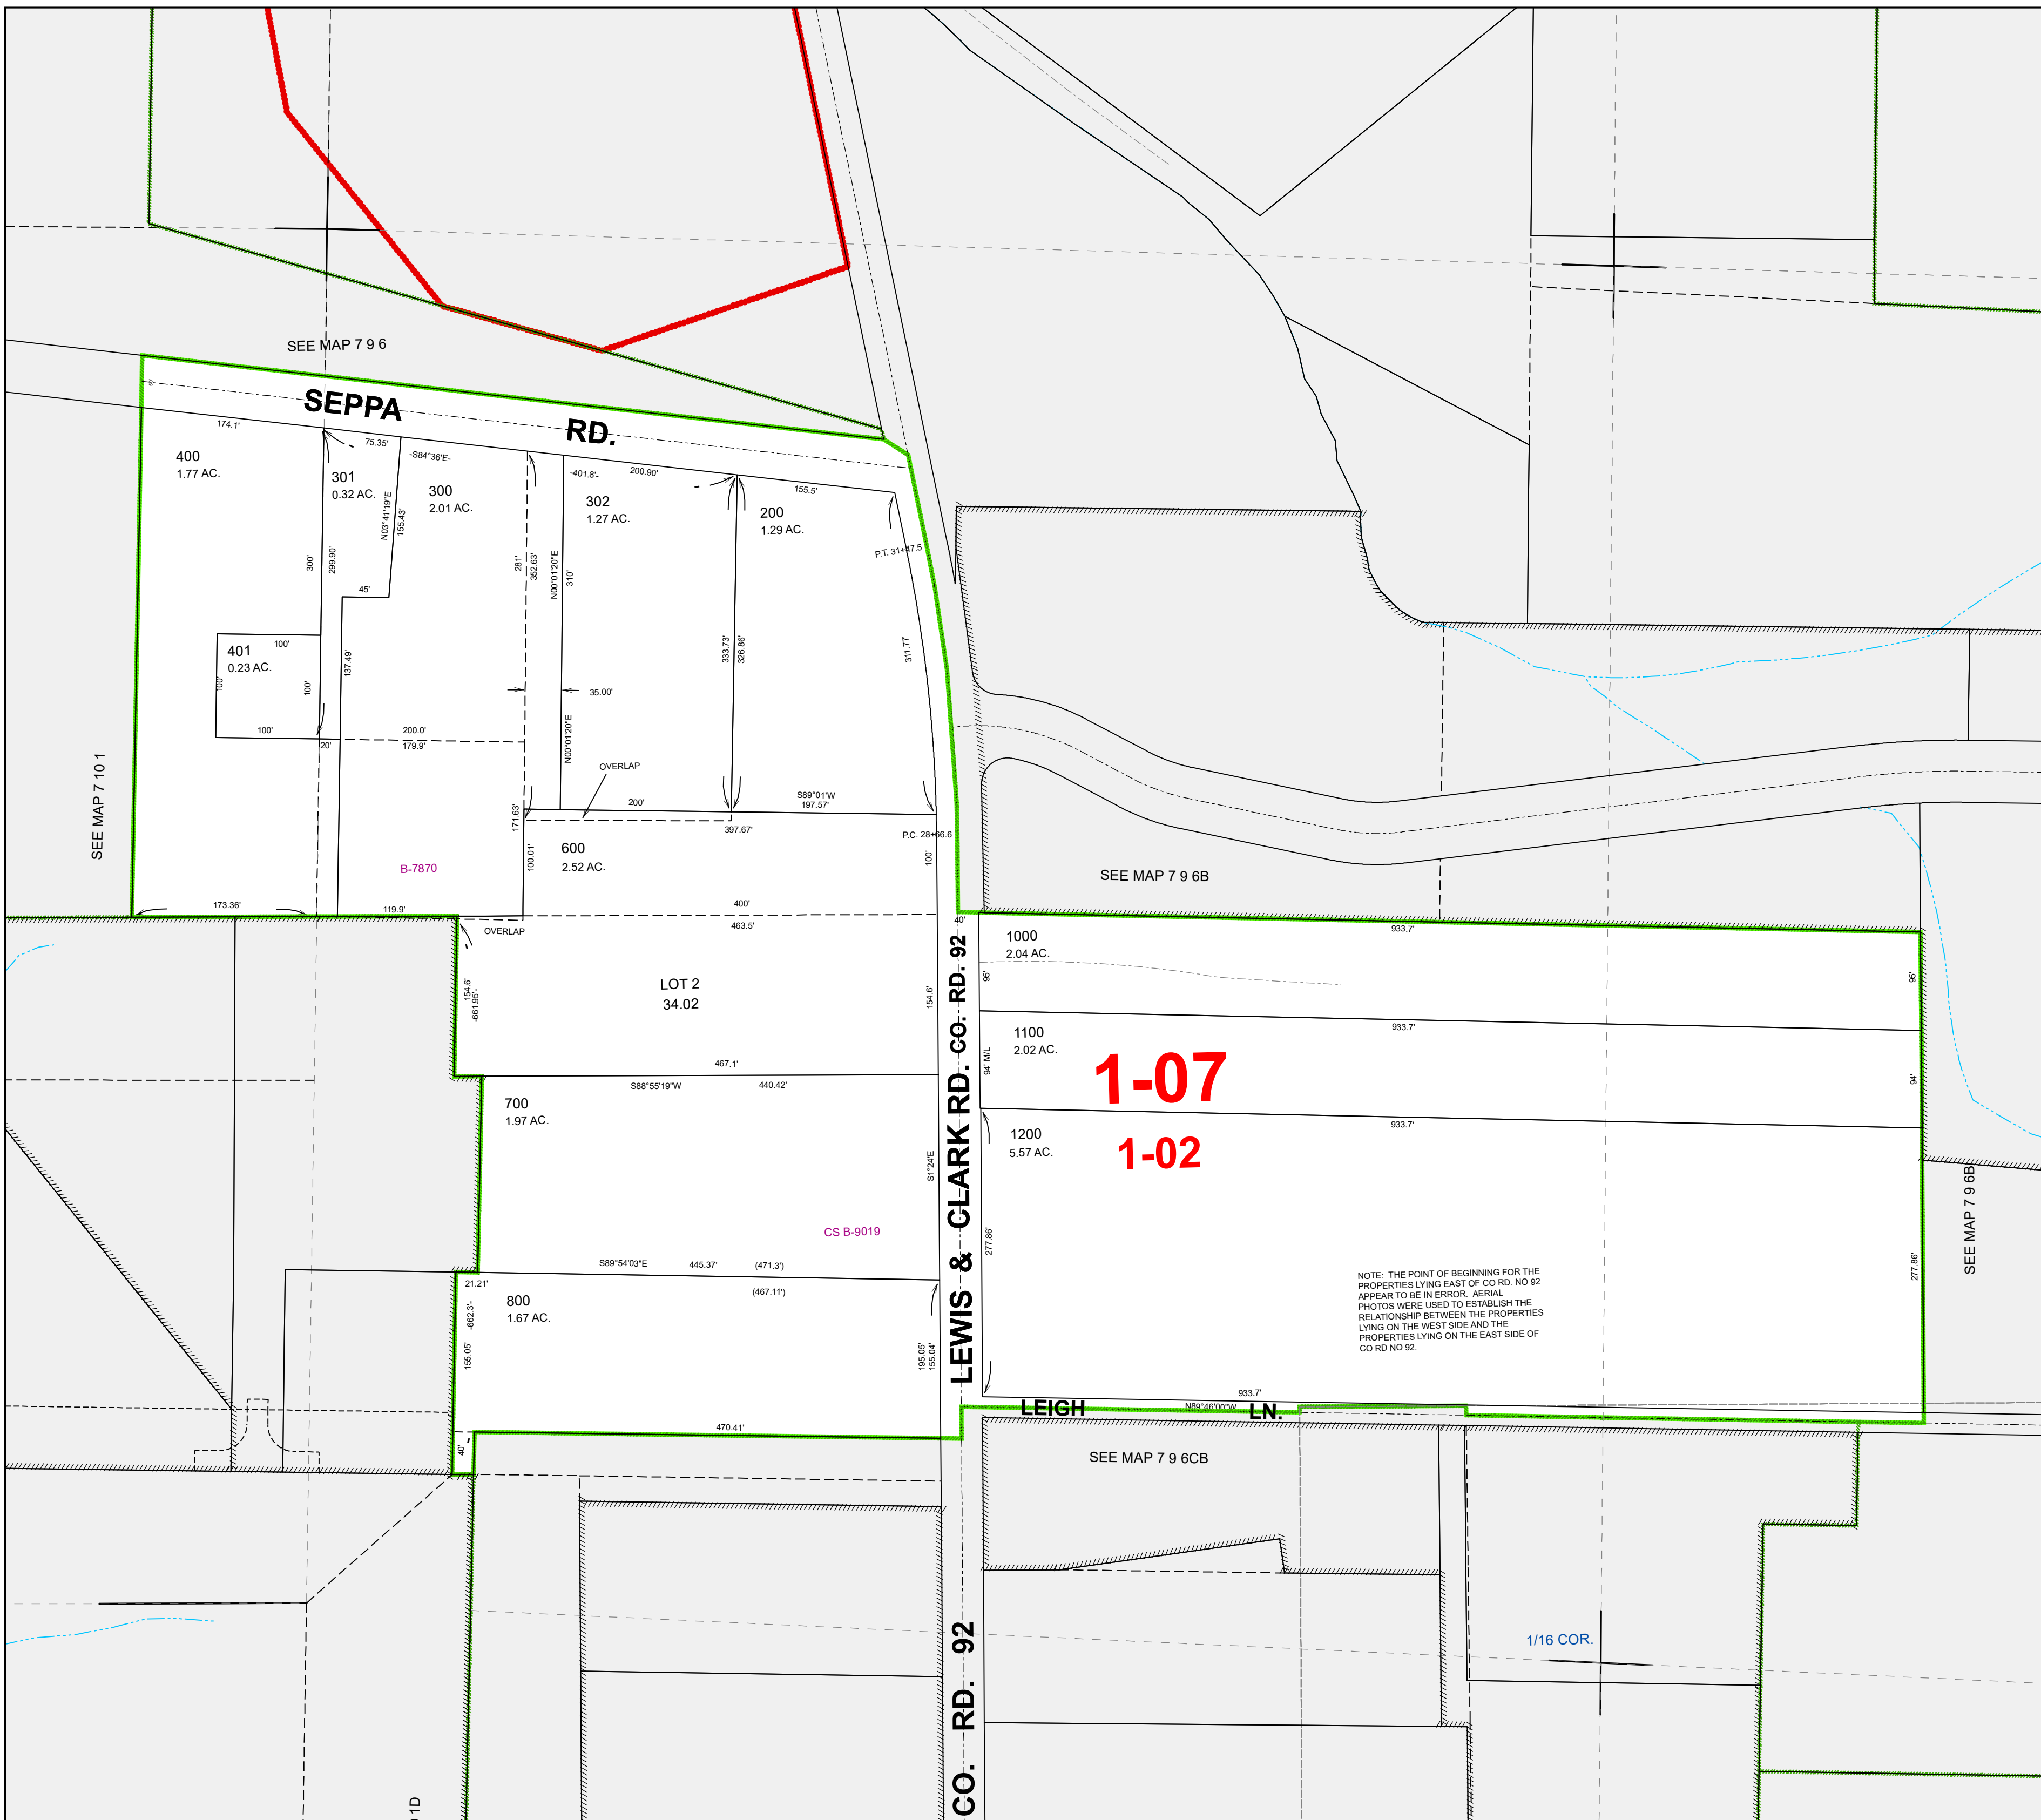 SEE MAP 7 9 6
SEPPA
RD.
174.1'
75.35'
-S84°36'E-
-401.8'-
200.90'
155.5'
400
1.77 AC.
301
0.32 AC.
300
2.01 AC.
302
1.27 AC.
200
1.29 AC.
N03°41'19"E
155.43'
P.T. 31+47.5
300'
299.90'
281'
352.63'
N00°01'20"E
310'
45'
401
0.23 AC.
100'
100'
100'
100'
137.49'
333.73'
326.86'
311.77'
35.00'
N00°01'20"E
20'
200.0'
179.9'
OVERLAP
SEE MAP 7 10 1
171.63'
200'
S89°01'W
197.57'
397.67'
P.C. 28+66.6
600
2.52 AC.
100.01'
100'
B-7870
SEE MAP 7 9 6B
173.36'
119.9'
400'
463.5'
OVERLAP
40'
933.7'
1000
2.04 AC.
95'
95'
154.6'
-661.95'-
LOT 2
34.02
154.6'
933.7'
1100
2.02 AC.
94' M/L
94'
1-07
467.1'
S88°55'19"W
440.42'
700
1.97 AC.
933.7'
1200
5.57 AC.
1-02
S1°24'E
LEWIS & CLARK RD. CO. RD. 92
CS B-9019
277.86'
277.86'
SEE MAP 7 9 6B
S89°54'03"E
445.37'
(471.3')
(467.11')
21.21'
-662.3'-
155.05'
800
1.67 AC.
195.05'
155.04'
NOTE: THE POINT OF BEGINNING FOR THE
PROPERTIES LYING EAST OF CO RD. NO 92
APPEAR TO BE IN ERROR. AERIAL
PHOTOS WERE USED TO ESTABLISH THE
RELATIONSHIP BETWEEN THE PROPERTIES
LYING ON THE WEST SIDE AND THE
PROPERTIES LYING ON THE EAST SIDE OF
CO RD NO 92.
933.7'
N89°46'00"W
LEIGH
LN.
470.41'
40'
SEE MAP 7 9 6CB
1/16 COR.
CO. RD. 92
1D